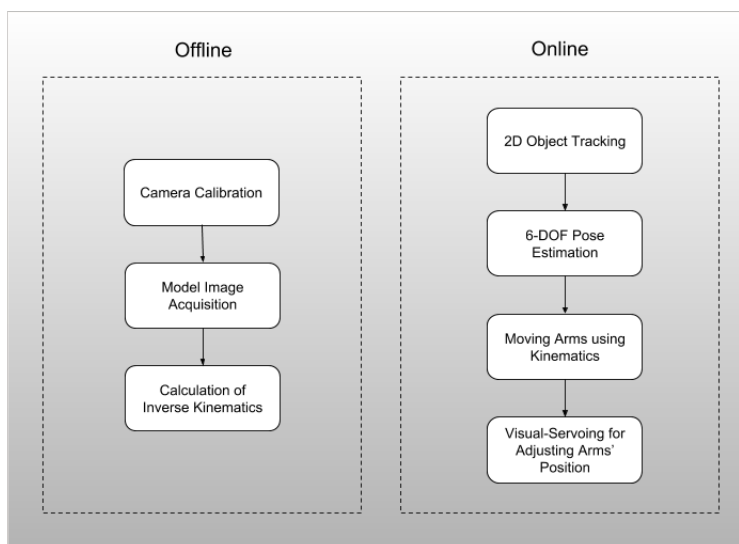 Offline
Camera Calibration
Model Image
Acquisition
Calculation of
Inverse Kinematics
Online
2D Object Tracking
6-DOF Pose
Estimation
Moving Arms using
Kinematics
Visual-Servoing for
Adjusting Arms'
Position